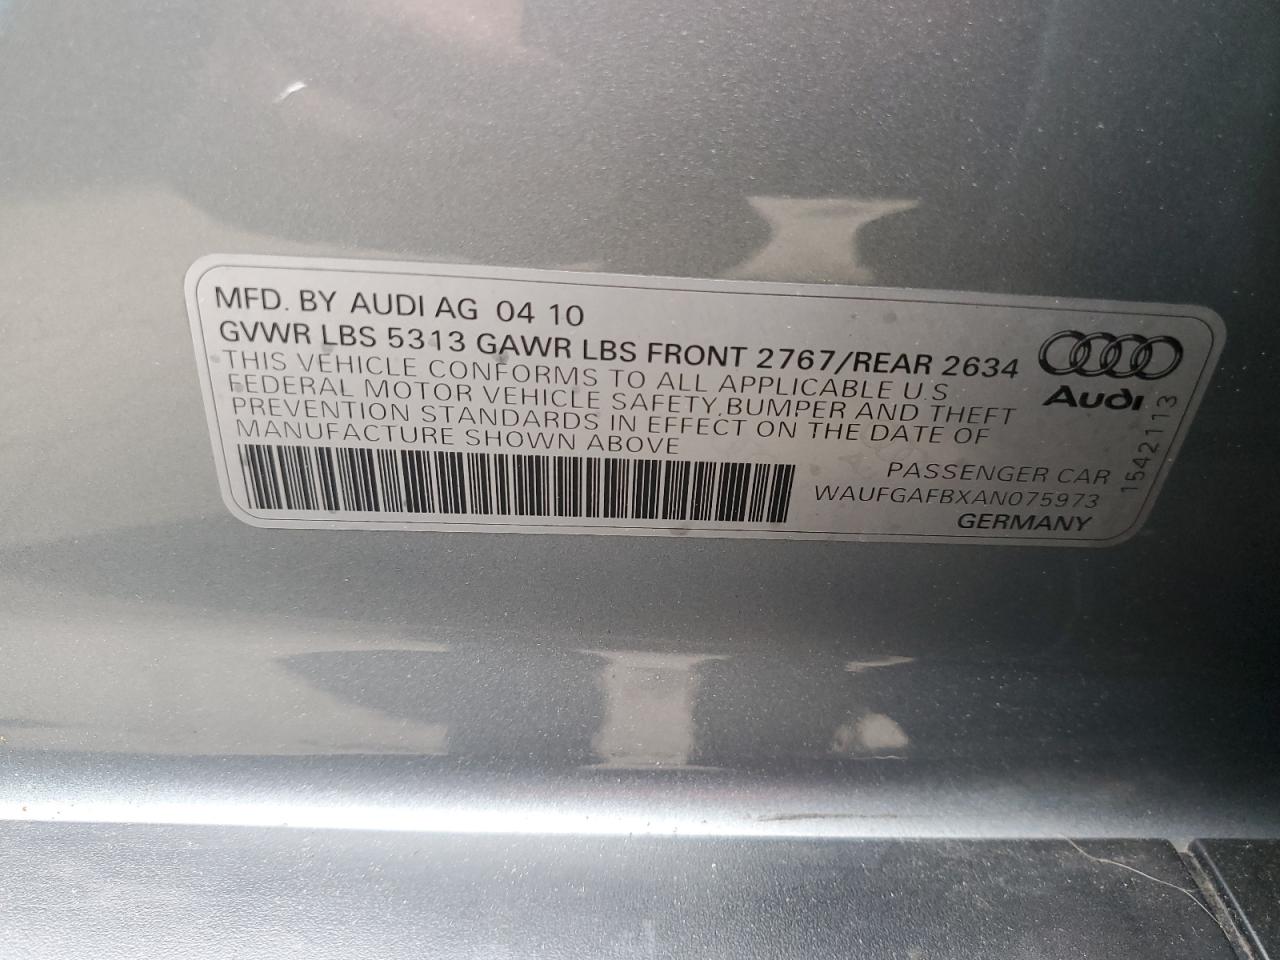 MFD. BY AUDI AG 04 10
GVWR LBS 5313 GAWR LBS FRONT 2767/REAR 2634
THIS VEHICLE CONFORMS TO ALL APPLICABLE U.S
FEDERAL MOTOR VEHICLE SAFETY, BUMPER AND THEFT
PREVENTION STANDARDS IN EFFECT ON THE DATE OF
MANUFACTURE SHOWN ABOVE
Audi
1542113
PASSENGER CAR
WAUFGAFBXAN075973
GERMANY